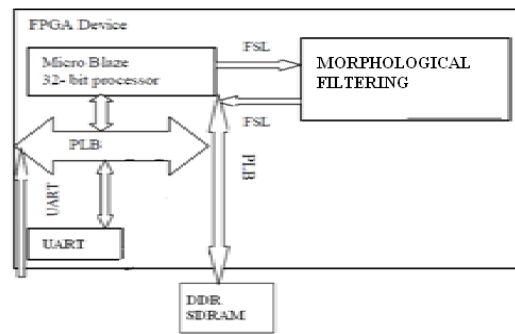 FPGA Device
Micro Blaze
32- bit processor
FSL
MORPHOLOGICAL
FILTERING
FSL
PLB
PLB
UART
UART
DDR
SDRAM